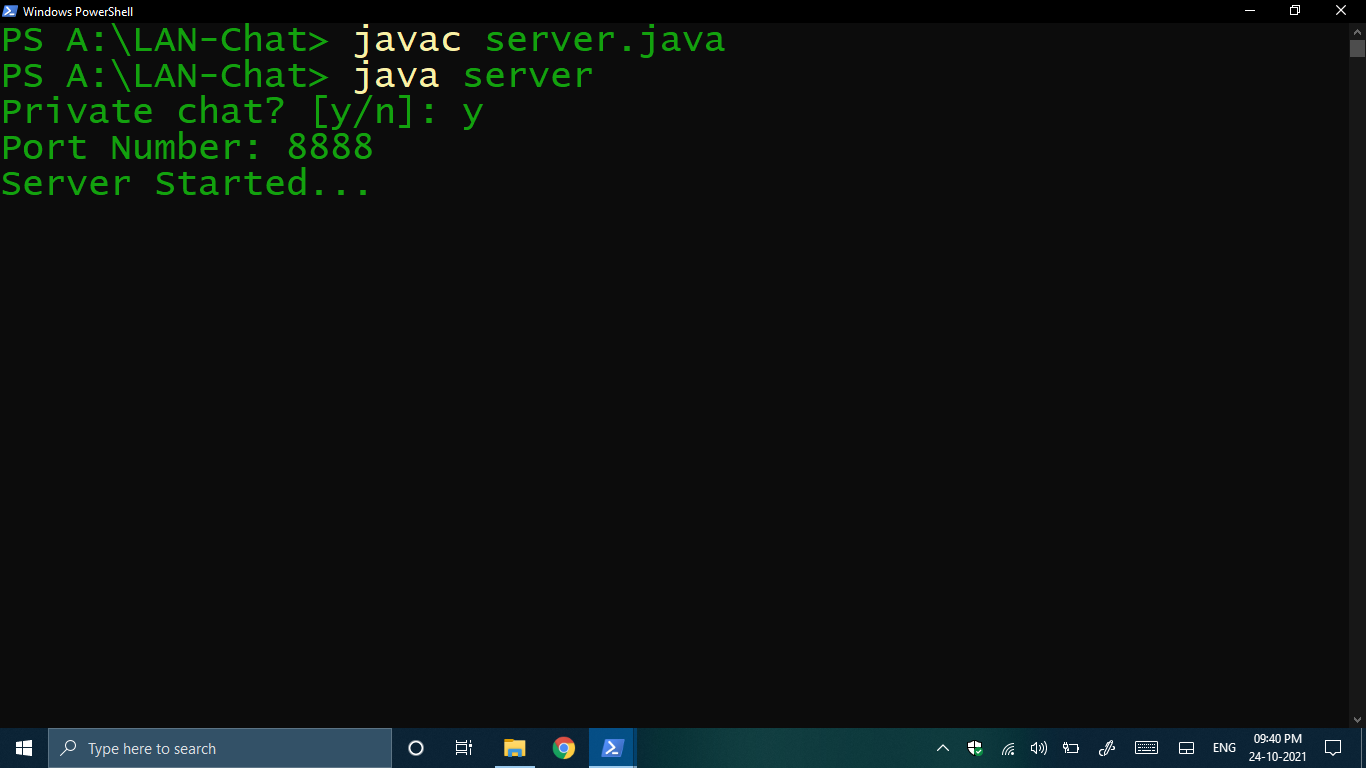 Windows PowerShell
PS A:\LAN-Chat> javac server.java
PS A:\LAN-Chat> java server
Private chat? [y/n]: y
Port Number: 8888
Server Started...
Type here to search
ENG
09:40 PM
24-10-2021